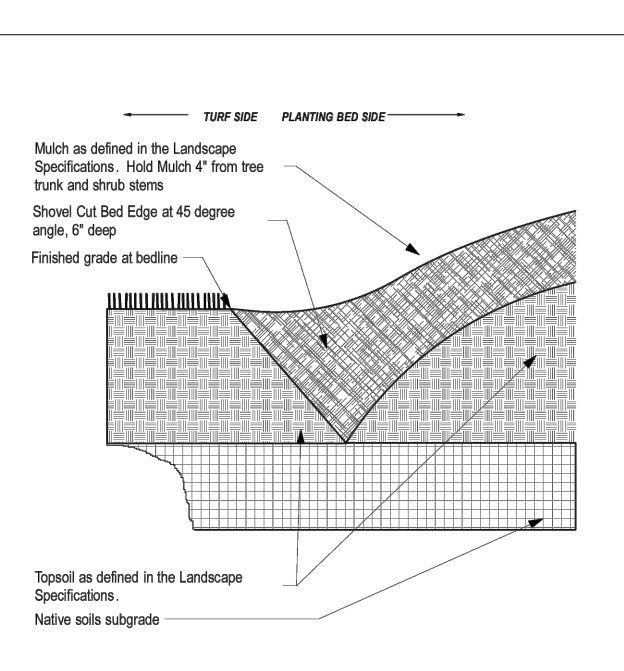 TURF SIDE PLANTING BED SIDE
Mulch as defined in the Landscape
Specifications. Hold Mulch 4" from tree
trunk and shrub stems
Shovel Cut Bed Edge at 45 degree
angle, 6" deep
Finished grade at bedline
Topsoil as defined in the Landscape
Specifications.
Native soils subgrade